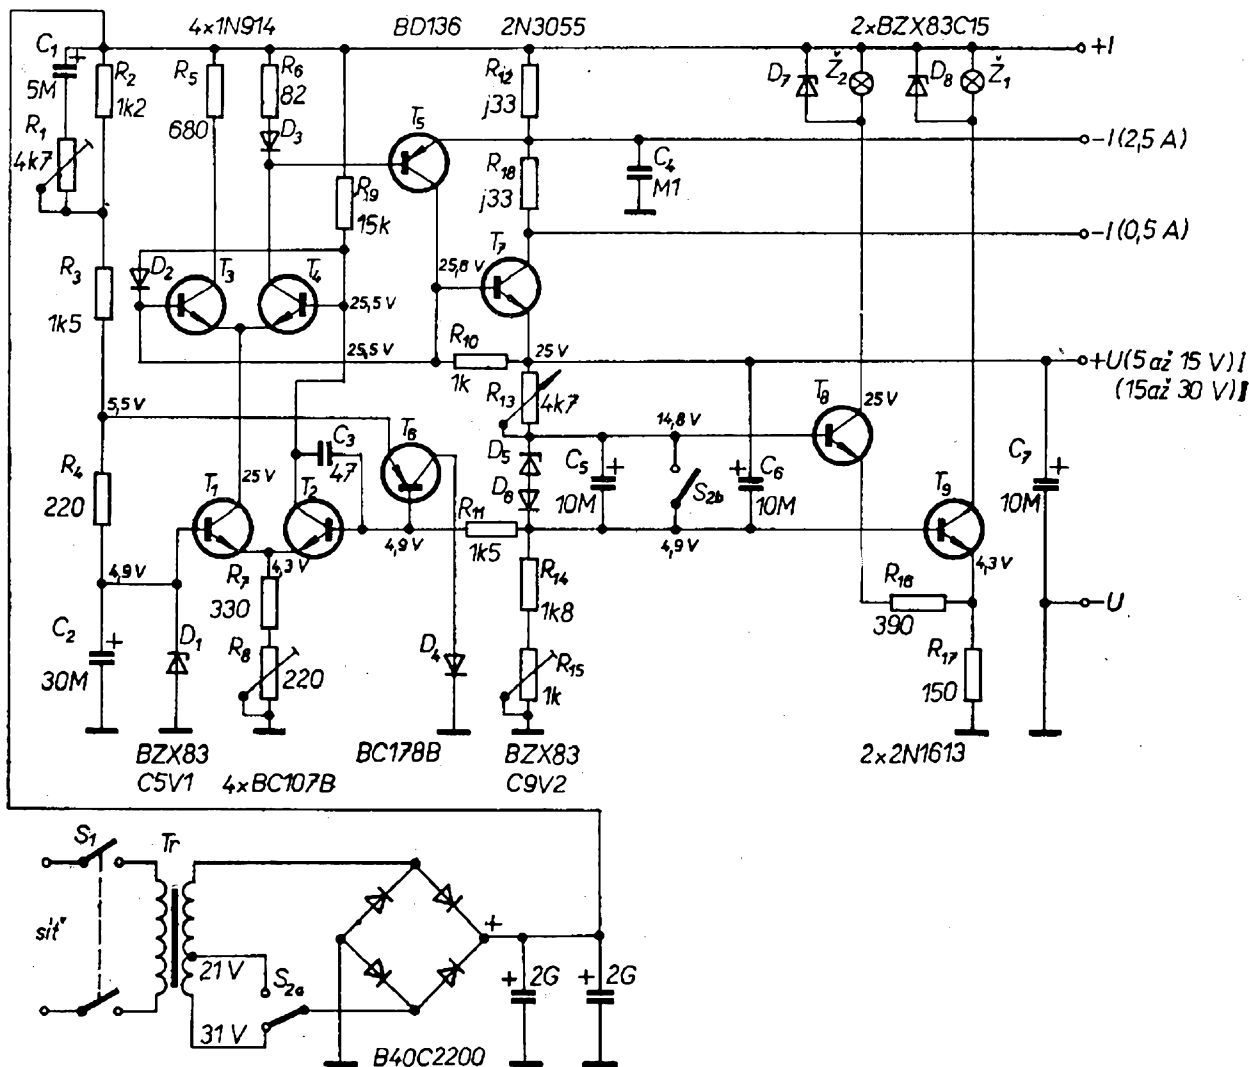 4x1N914
BD136
2N3055
2xBZX83C15
C1
+
5M
R2
1k2
R5
680
R6
82
D3
R12
j33
D7
Ž2
D8
Ž1
+I
R1
4k7
T5
R18
j33
C4
M1
-I(2,5 A)
R9
15k
-I(0,5 A)
D2
T3
T4
25,8 V
T7
R3
1k5
25,5 V
25,5 V
R10
1k
25 V
+U(5 až 15 V) I
(15 až 30 V) II
R13
4k7
T8
25 V
5,5 V
T6
14,8 V
C3
47
R4
220
25 V
T1
T2
D5
D6
C5
+
10M
S2b
+
C6
10M
C7
+
10M
T9
R11
1k5
4,9 V
4,9 V
4,9 V
4,3 V
4,3 V
R7
330
R14
1k8
R16
390
-U
C2
+
30M
D1
R8
220
D4
R15
1k
R17
150
BZX83
C5V1
4xBC107B
BC178B
BZX83
C9V2
2x2N1613
S1
Tr
síť
21 V
S2a
31 V
+
+
2G
+
2G
B40C2200